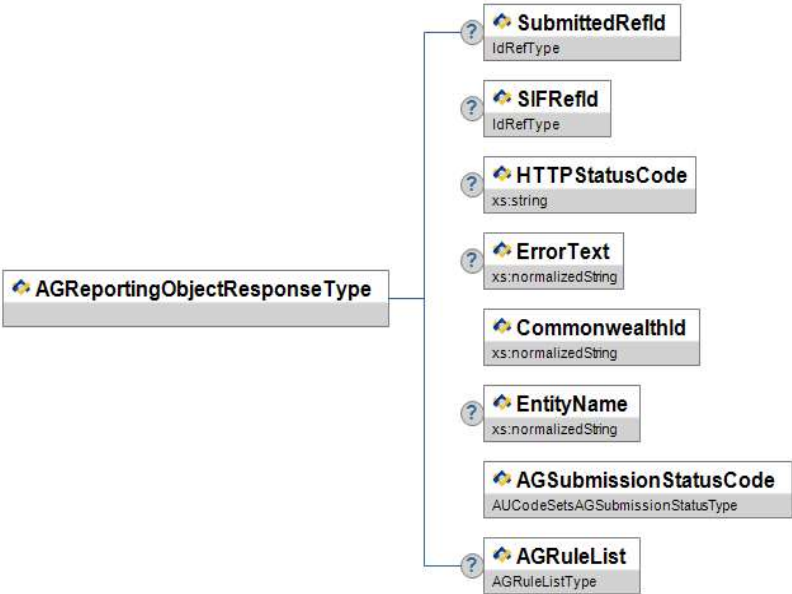 SubmittedRefId
IdRefType
?
SIFRefId
IdRefType
?
HTTPStatusCode
xs:string
?
ErrorText
xs:normalizedString
?
AGReportingObjectResponseType
CommonwealthId
xs:normalizedString
EntityName
xs:normalizedString
?
AGSubmissionStatusCode
AUCodeSetsAGSubmissionStatusType
AGRuleList
AGRuleListType
?